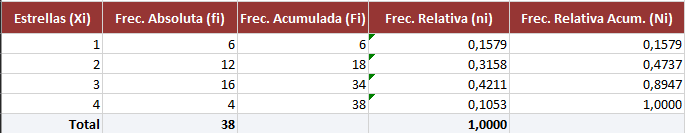 Estrellas (Xi) Frec. Absoluta (fi) Frec. Acumulada (Fi) Frec. Relativa (ni) Frec. Relativa Acum. (Ni)
1 6 6 0,1579 0,1579
2 12 18 0,3158 0,4737
3 16 34 0,4211 0,8947
4 4 38 0,1053 1,0000
Total 38 1,0000